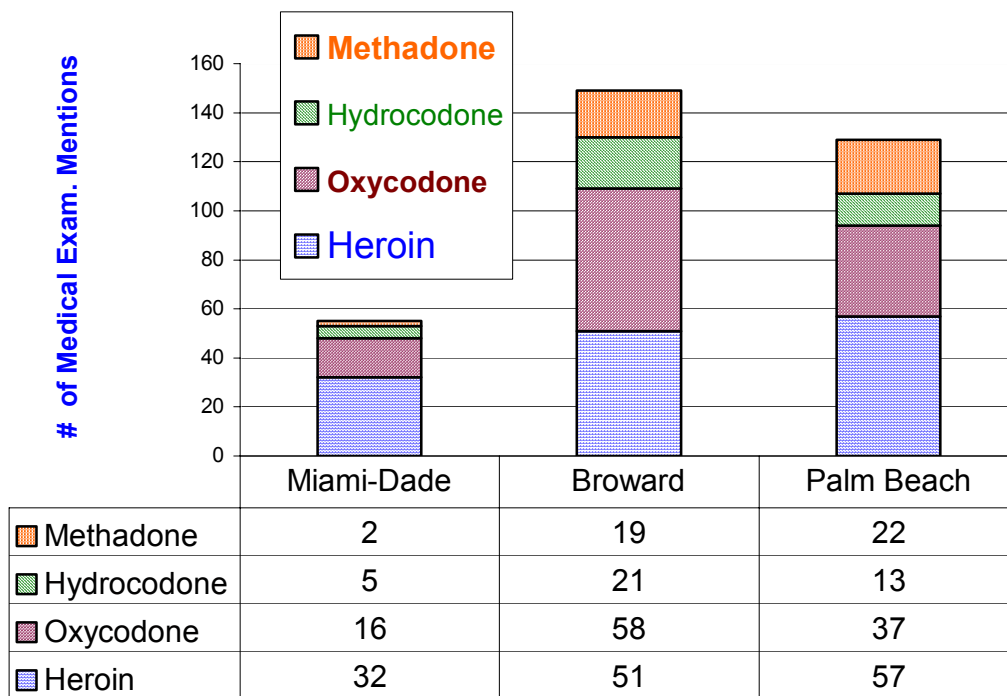 # of Medical Exam. Mentions
Methadone
Hydrocodone
Oxycodone
Heroin
160
140
120
100
80
60
40
20
0
Miami-Dade Broward Palm Beach
Methadone 2 19 22
Hydrocodone 5 21 13
Oxycodone 16 58 37
Heroin 32 51 57